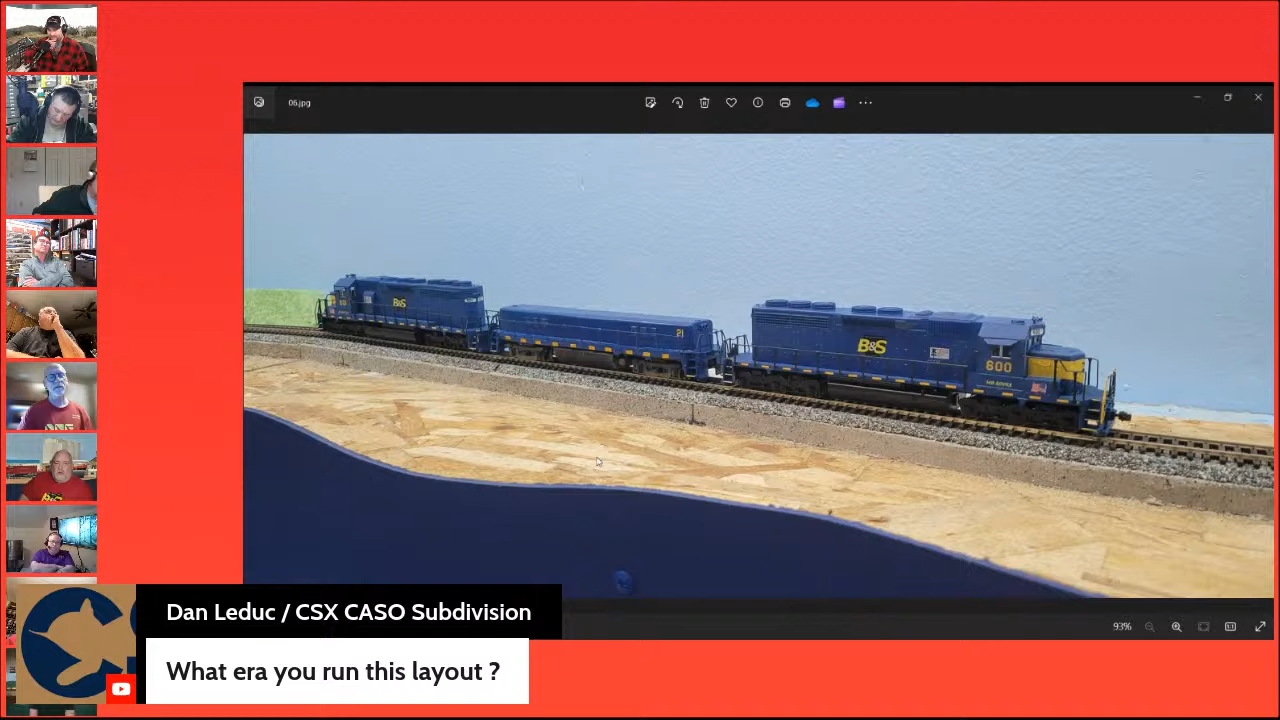 06.jpg
B&S
21
B&S
600
93%
Dan Leduc / CSX CASO Subdivision
What era you run this layout ?